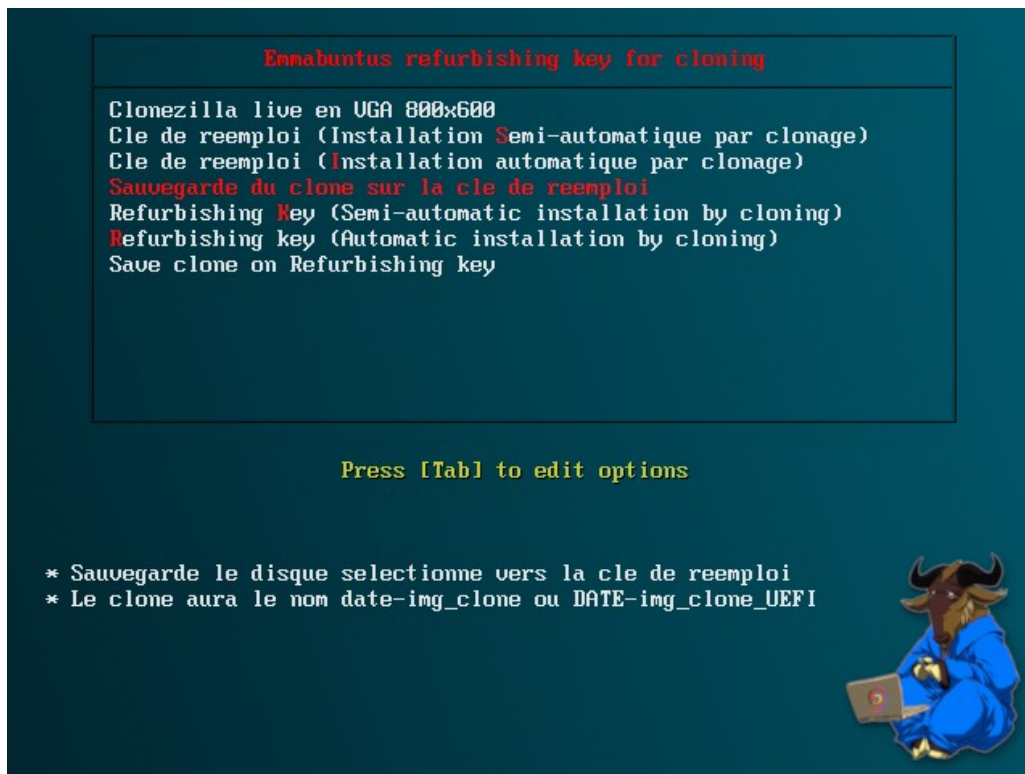 Emmabuntus refurbishing key for cloning
Clonezilla live en VGA 800x600
Cle de reemploi (Installation Semi-automatique par clonage)
Cle de reemploi (Installation automatique par clonage)
Sauvegarde du clone sur la cle de reemploi
Refurbishing Key (Semi-automatic installation by cloning)
Refurbishing key (Automatic installation by cloning)
Save clone on Refurbishing key
Press [Tab] to edit options
* Sauvegarde le disque selectionne vers la cle de reemploi
* Le clone aura le nom date-img_clone ou DATE-img_clone_UEFI